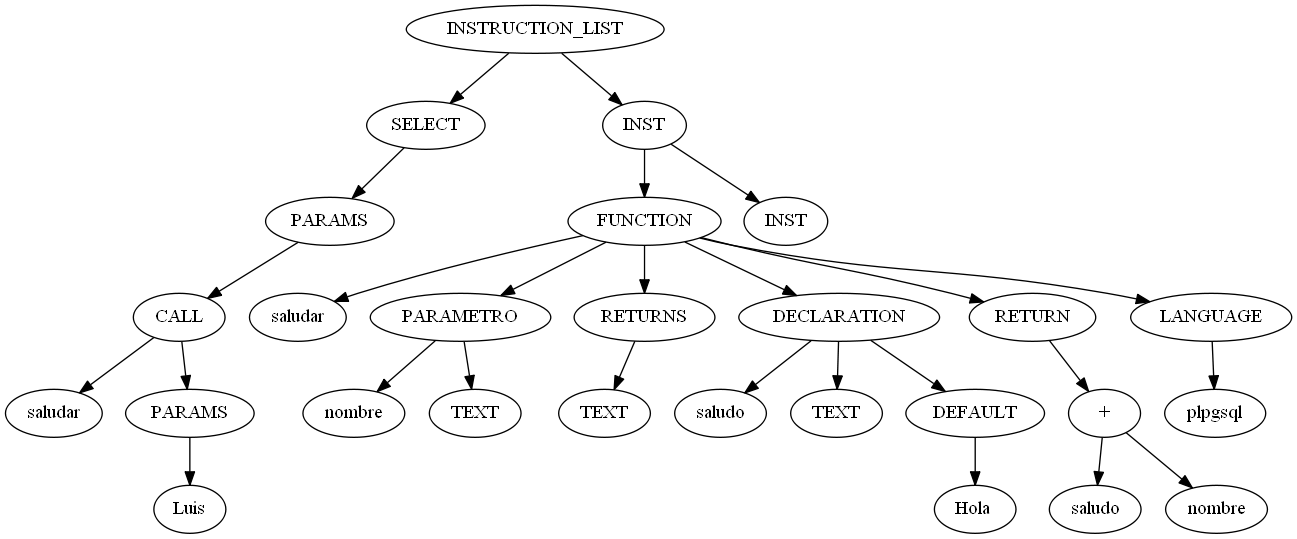 INSTRUCTION_LIST
SELECT
INST
PARAMS
FUNCTION
INST
CALL
saludar
PARAMETRO
RETURNS
DECLARATION
RETURN
LANGUAGE
saludar
PARAMS
nombre
TEXT
TEXT
saludo
TEXT
DEFAULT
+
plpgsql
Luis
Hola
saludo
nombre